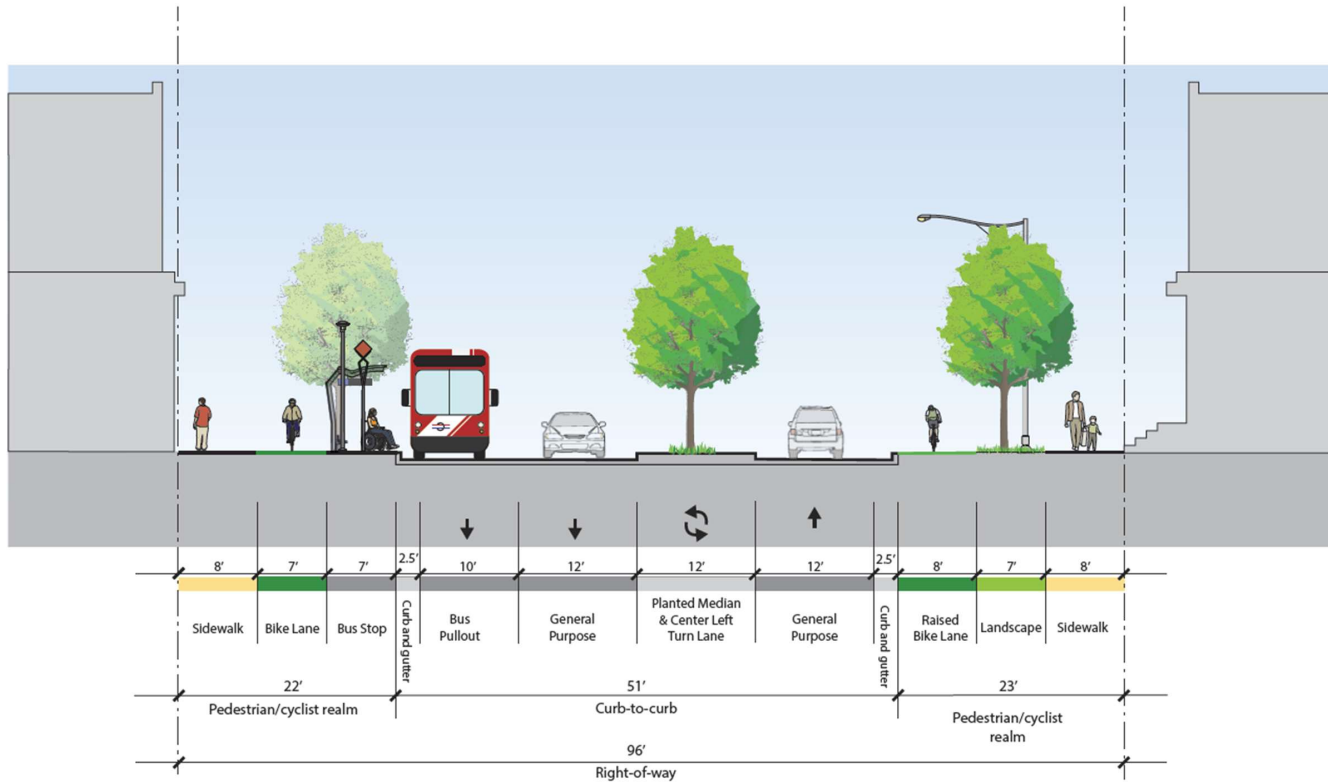 8’ 7’ 7’ 2.5’ 10’ 12’ 12’ 12’ 2.5’ 8’ 7’ 8’
Sidewalk
Bike Lane
Bus Stop
Curb and gutter
Bus
Pullout
General
Purpose
Planted Median
& Center Left
Turn Lane
General
Purpose
Curb and gutter
Raised
Bike Lane
Landscape
Sidewalk
22’
Pedestrian/cyclist realm
51’
Curb-to-curb
23’
Pedestrian/cyclist
realm
96’
Right-of-way